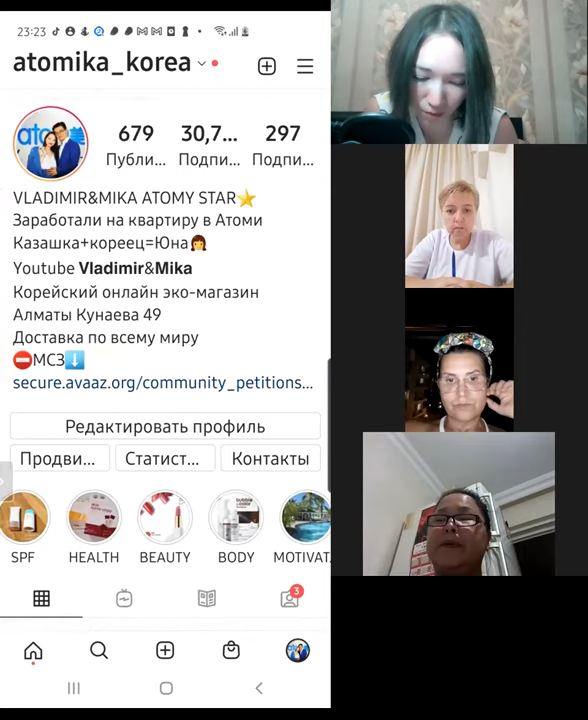 23:23
atomika_korea
679
30,7...
297
Публи...
Подпи...
Подпи...
VLADIMIR&MIKA ATOMY STAR⭐
Заработали на квартиру в Атоми
Казашка+кореец=Юна👩
Youtube Vladimir&Mika
Корейский онлайн эко-магазин
Алматы Кунаева 49
Доставка по всему миру
⛔МСЗ⬇️
secure.avaaz.org/community_petitions...
Редактировать профиль
Продви...
Статист...
Контакты
SPF
HEALTH
BEAUTY
BODY
MOTIVAT
3